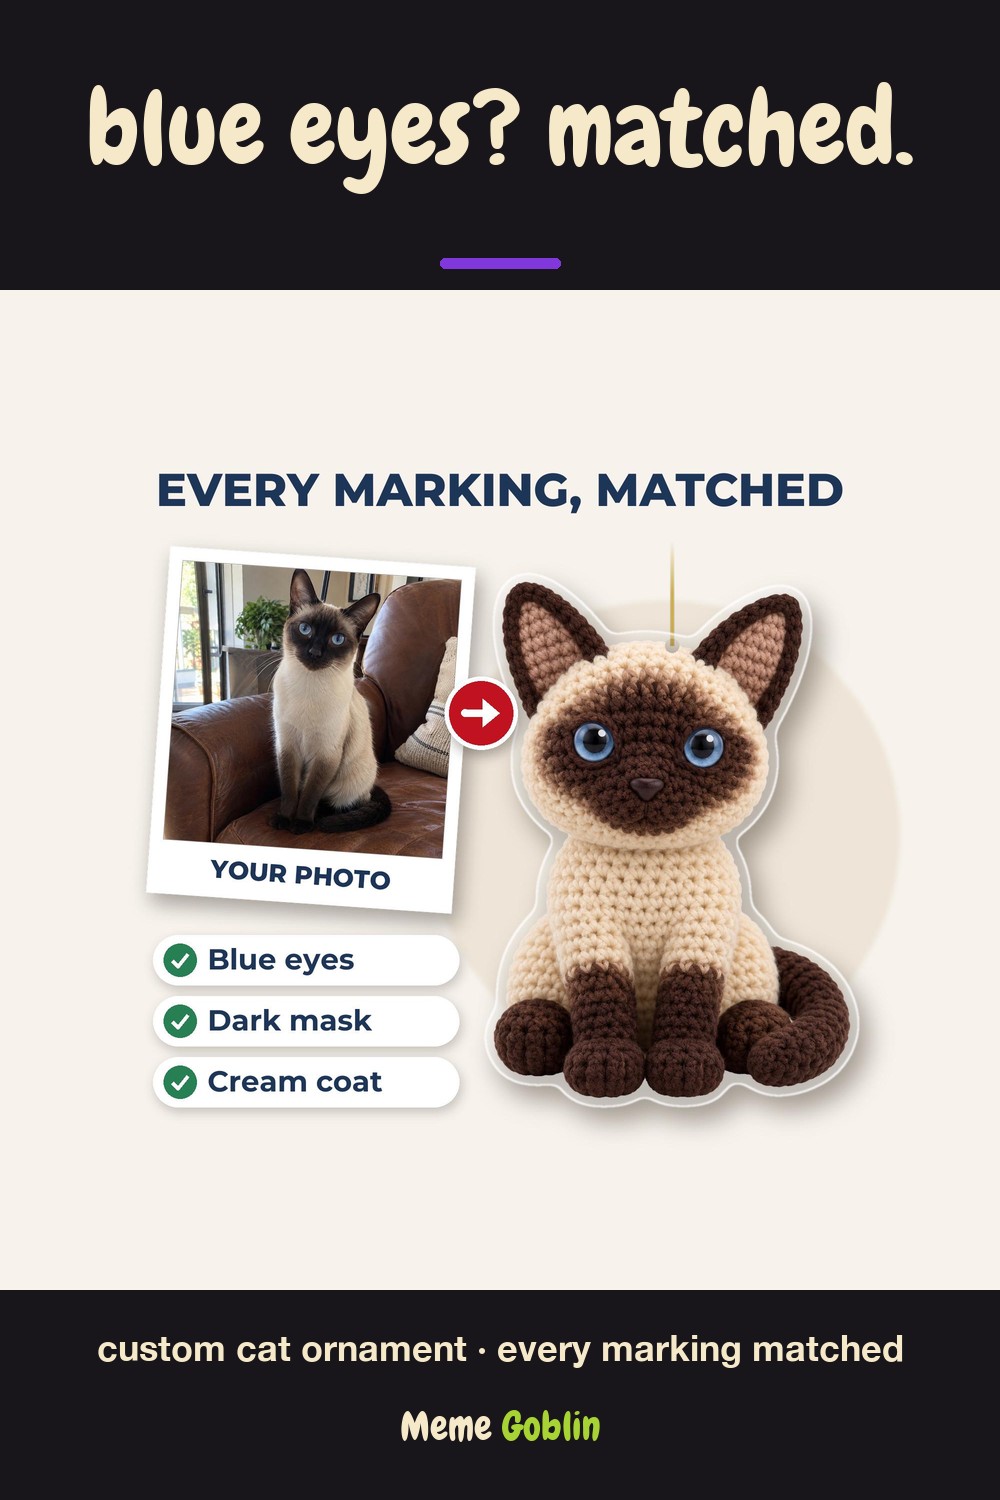 blue eyes? matched.
EVERY MARKING, MATCHED
YOUR PHOTO
Blue eyes
Dark mask
Cream coat
custom cat ornament · every marking matched
Meme Goblin